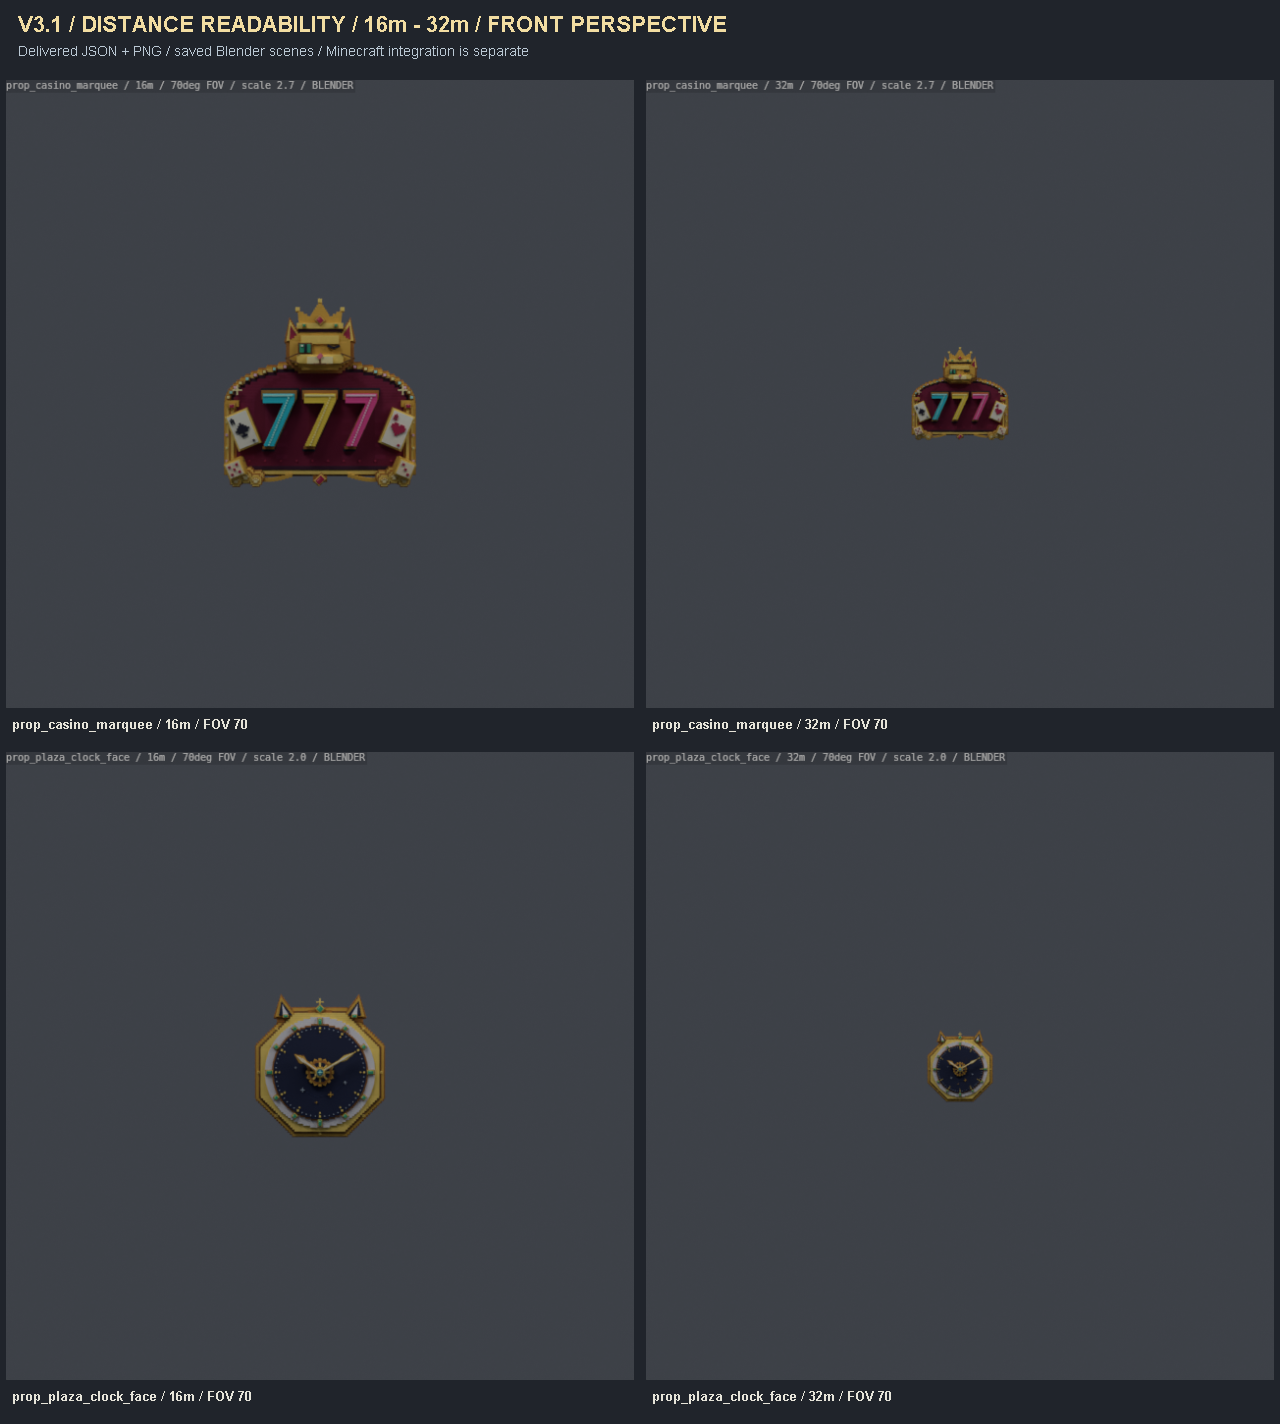 V3.1 / DISTANCE READABILITY / 16m - 32m / FRONT PERSPECTIVE
Delivered JSON + PNG / saved Blender scenes / Minecraft integration is separate
prop_casino_marquee / 16m / 70deg FOV / scale 2.7 / BLENDER
prop_casino_marquee / 32m / 70deg FOV / scale 2.7 / BLENDER
777
777
prop_casino_marquee / 16m / FOV 70
prop_casino_marquee / 32m / FOV 70
prop_plaza_clock_face / 16m / 70deg FOV / scale 2.0 / BLENDER
prop_plaza_clock_face / 32m / 70deg FOV / scale 2.0 / BLENDER
prop_plaza_clock_face / 16m / FOV 70
prop_plaza_clock_face / 32m / FOV 70